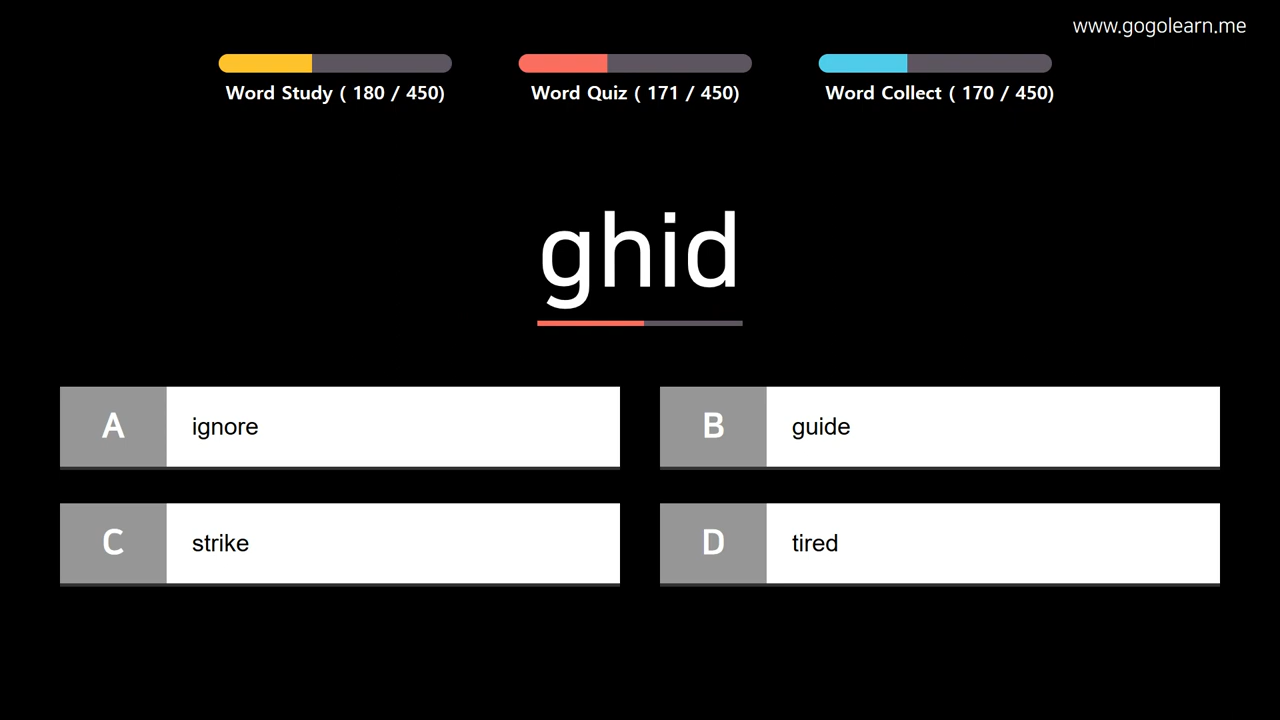 www.gogolearn.me
Word Study ( 180 / 450)
Word Quiz ( 171 / 450)
Word Collect ( 170 / 450)
ghid
A ignore
B guide
C strike
D tired